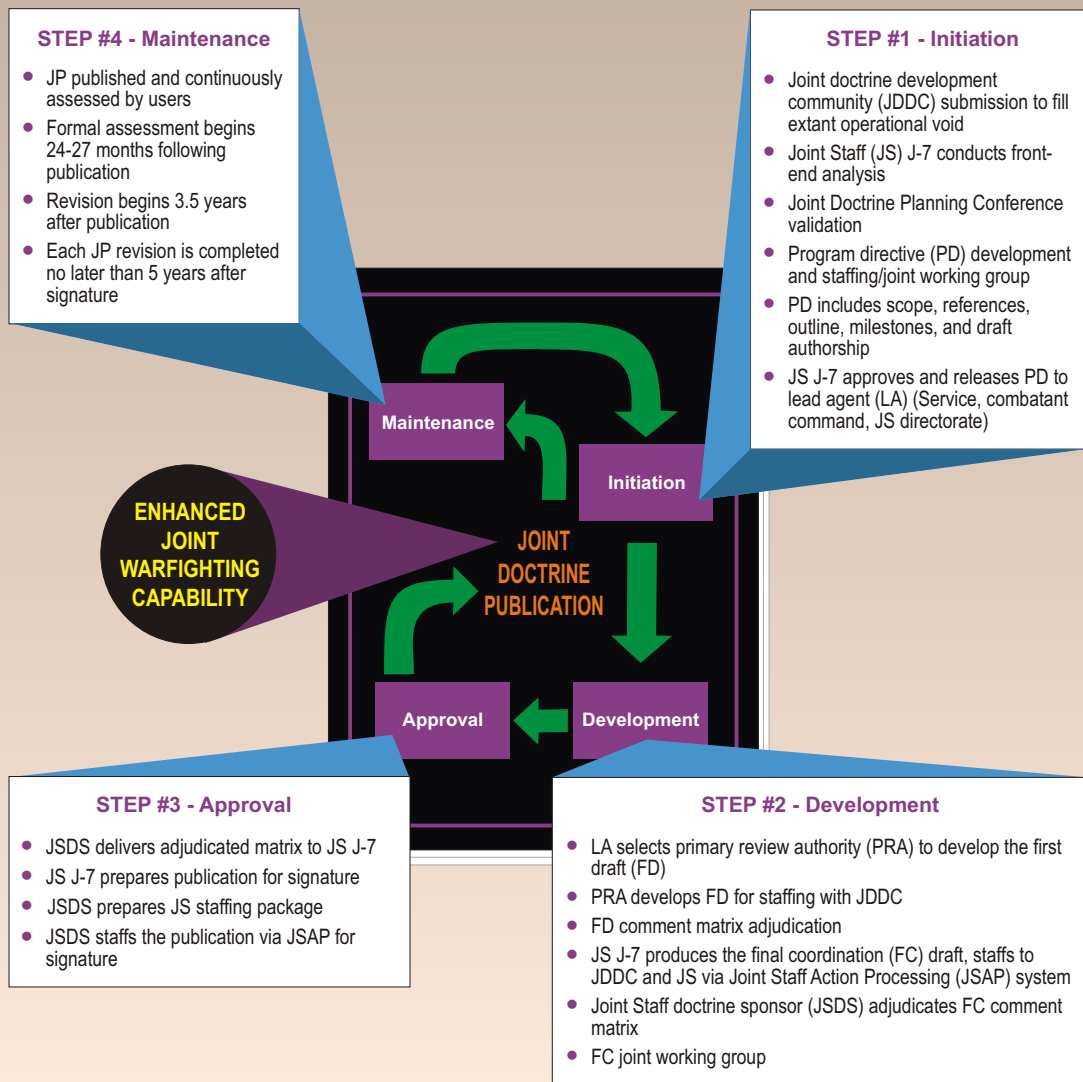 STEP #4 - Maintenance
• JP published and continuously
assessed by users
• Formal assessment begins
24-27 months following
publication
• Revision begins 3.5 years
after publication
• Each JP revision is completed
no later than 5 years after
signature
STEP #1 - Initiation
• Joint doctrine development
community (JDDC) submission to fill
extant operational void
• Joint Staff (JS) J-7 conducts front-
end analysis
• Joint Doctrine Planning Conference
validation
• Program directive (PD) development
and staffing/joint working group
• PD includes scope, references,
outline, milestones, and draft
authorship
• JS J-7 approves and releases PD to
lead agent (LA) (Service, combatant
command, JS directorate)
Maintenance
Initiation
ENHANCED
JOINT
WARFIGHTING
CAPABILITY
JOINT
DOCTRINE
PUBLICATION
Approval
Development
STEP #3 - Approval
• JSDS delivers adjudicated matrix to JS J-7
• JS J-7 prepares publication for signature
• JSDS prepares JS staffing package
• JSDS staffs the publication via JSAP for
signature
STEP #2 - Development
• LA selects primary review authority (PRA) to develop the first
draft (FD)
• PRA develops FD for staffing with JDDC
• FD comment matrix adjudication
• JS J-7 produces the final coordination (FC) draft, staffs to
JDDC and JS via Joint Staff Action Processing (JSAP) system
• Joint Staff doctrine sponsor (JSDS) adjudicates FC comment
matrix
• FC joint working group